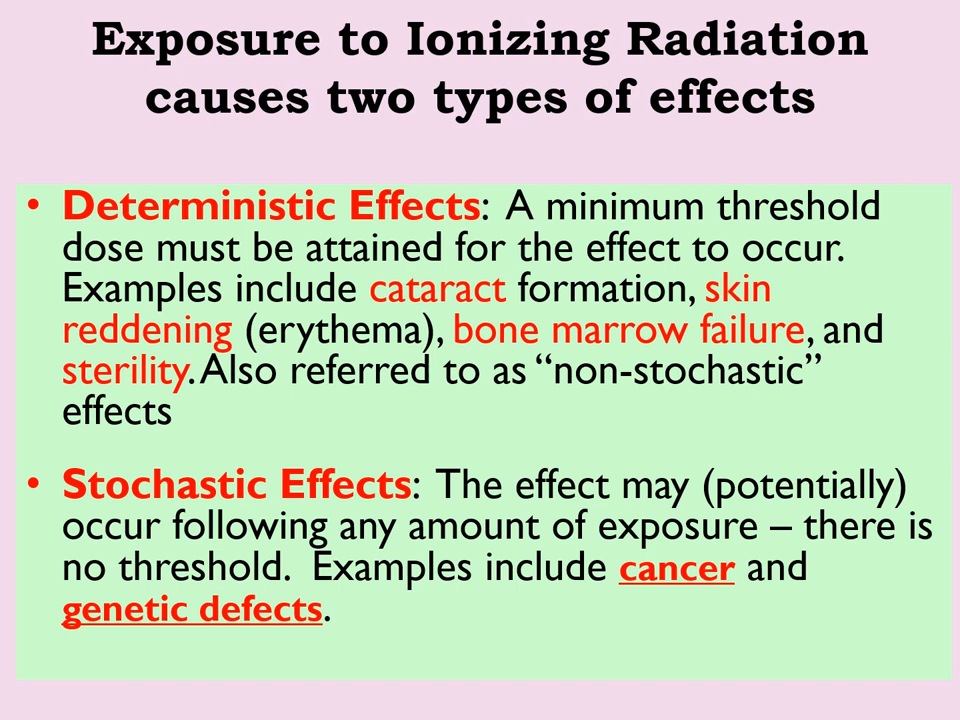 Exposure to Ionizing Radiation
causes two types of effects
• Deterministic Effects: A minimum threshold
dose must be attained for the effect to occur.
Examples include cataract formation, skin
reddening (erythema), bone marrow failure, and
sterility. Also referred to as “non-stochastic”
effects
• Stochastic Effects: The effect may (potentially)
occur following any amount of exposure – there is
no threshold. Examples include cancer and
genetic defects.